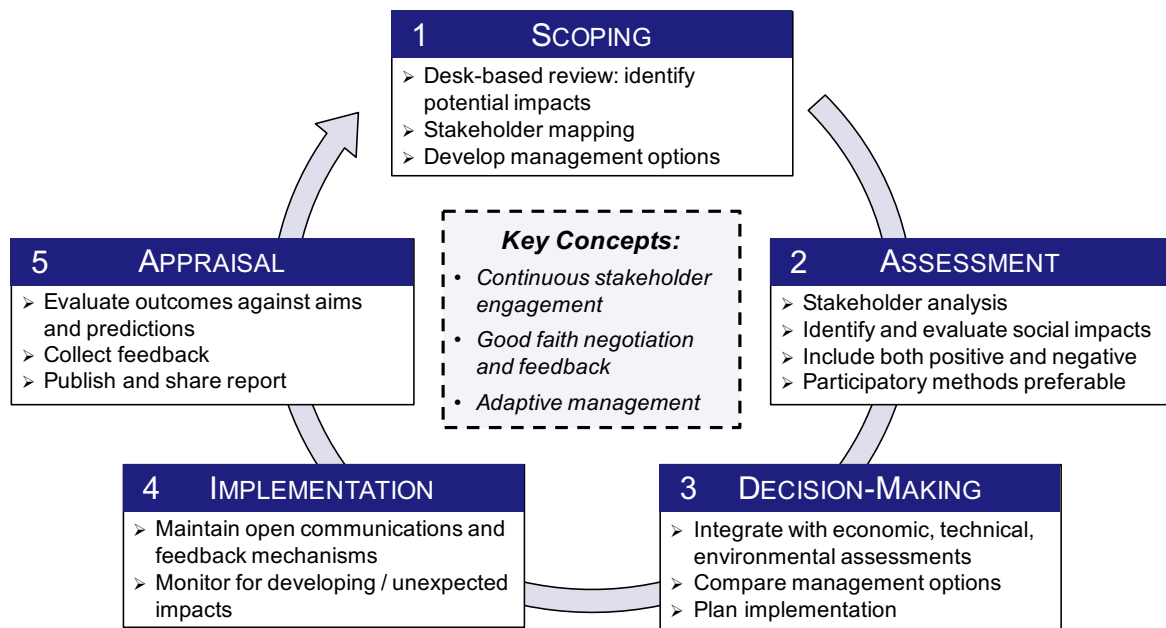 1 SCOPING
➢ Desk-based review: identify
potential impacts
➢ Stakeholder mapping
➢ Develop management options
2 ASSESSMENT
➢ Stakeholder analysis
➢ Identify and evaluate social impacts
➢ Include both positive and negative
➢ Participatory methods preferable
3 DECISION-MAKING
➢ Integrate with economic, technical,
environmental assessments
➢ Compare management options
➢ Plan implementation
4 IMPLEMENTATION
➢ Maintain open communications and
feedback mechanisms
➢ Monitor for developing / unexpected
impacts
5 APPRAISAL
➢ Evaluate outcomes against aims
and predictions
➢ Collect feedback
➢ Publish and share report
Key Concepts:
• Continuous stakeholder
engagement
• Good faith negotiation
and feedback
• Adaptive management